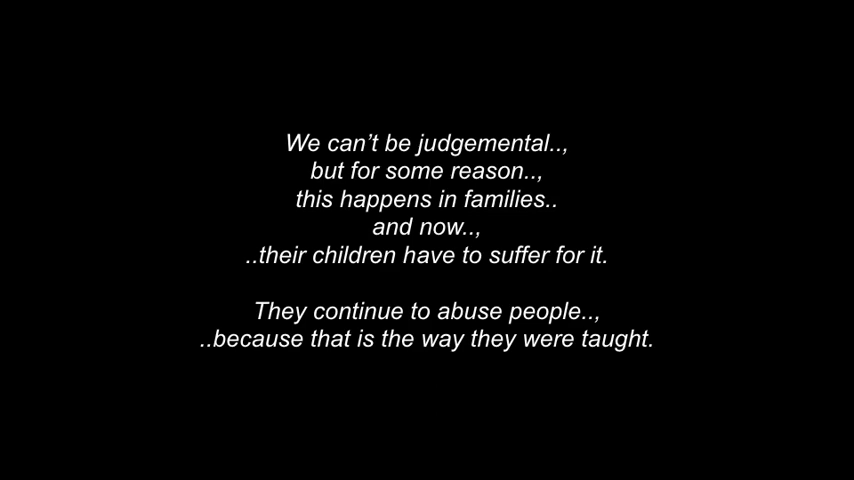 We can’t be judgemental..,
but for some reason..,
this happens in families..
and now..,
..their children have to suffer for it.
They continue to abuse people..,
..because that is the way they were taught.